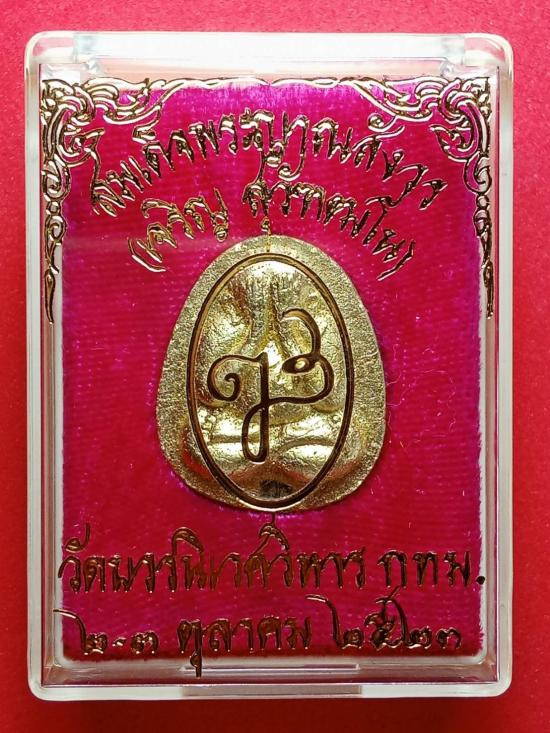 สมเด็จพระญาณสังวร
(เจริญ สุวัฑฒโน)
วัดบวรนิเวศวิหาร กทม.
๒-๓ ตุลาคม ๒๕๒๓